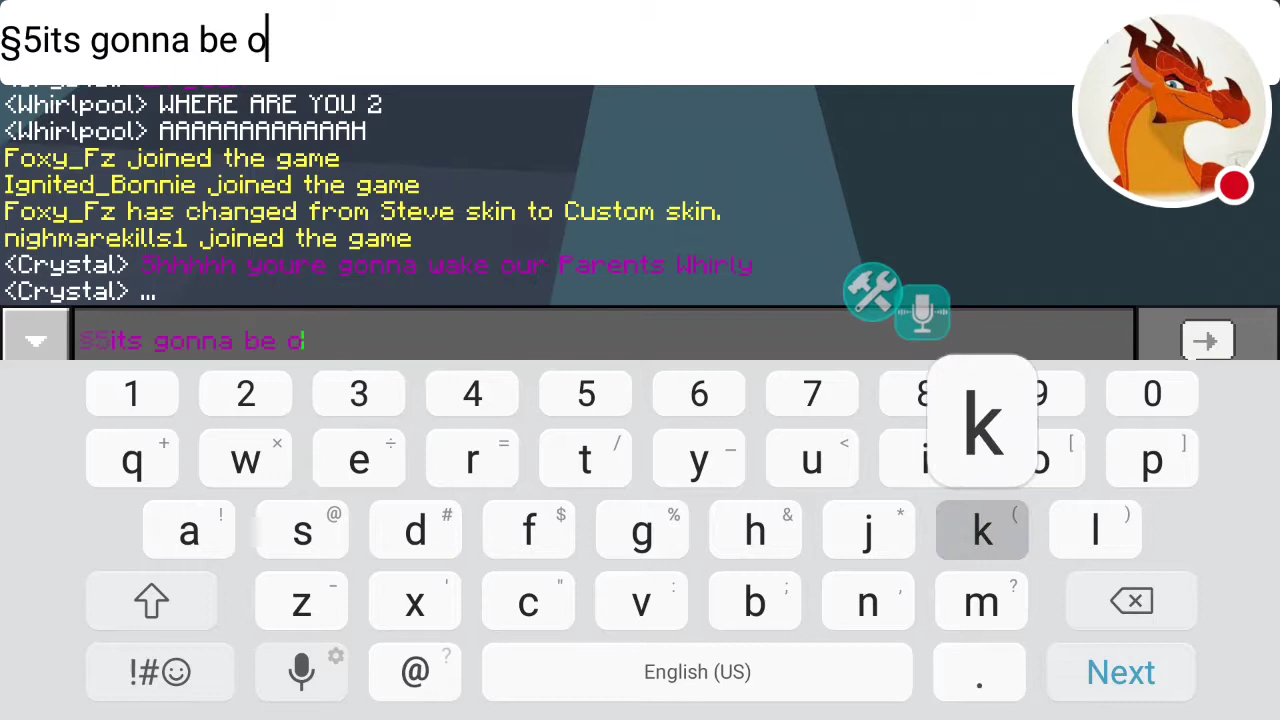 §5its gonna be o
<Whirlpool> WHERE ARE YOU 2
<Whirlpool> AAAAAAAAAAAAAH
Foxy_Fz joined the game
Ignited_Bonnie joined the game
Foxy_Fz has changed from Steve skin to Custom skin.
nighmarekills1 joined the game
<Crystal> Shhhhh youre gonna wake our Parents Whirly
<Crystal> ...
§5its gonna be o
1 2 3 4 5 6 7 8 9 0
q + w × e ÷ r = t / y _ u < i o [ p ]
k
a ! s @ d # f $ g % h & j * k ( l )
z - x ' c " v : b ; n , m ?
!#☺ @ ? English (US) . Next